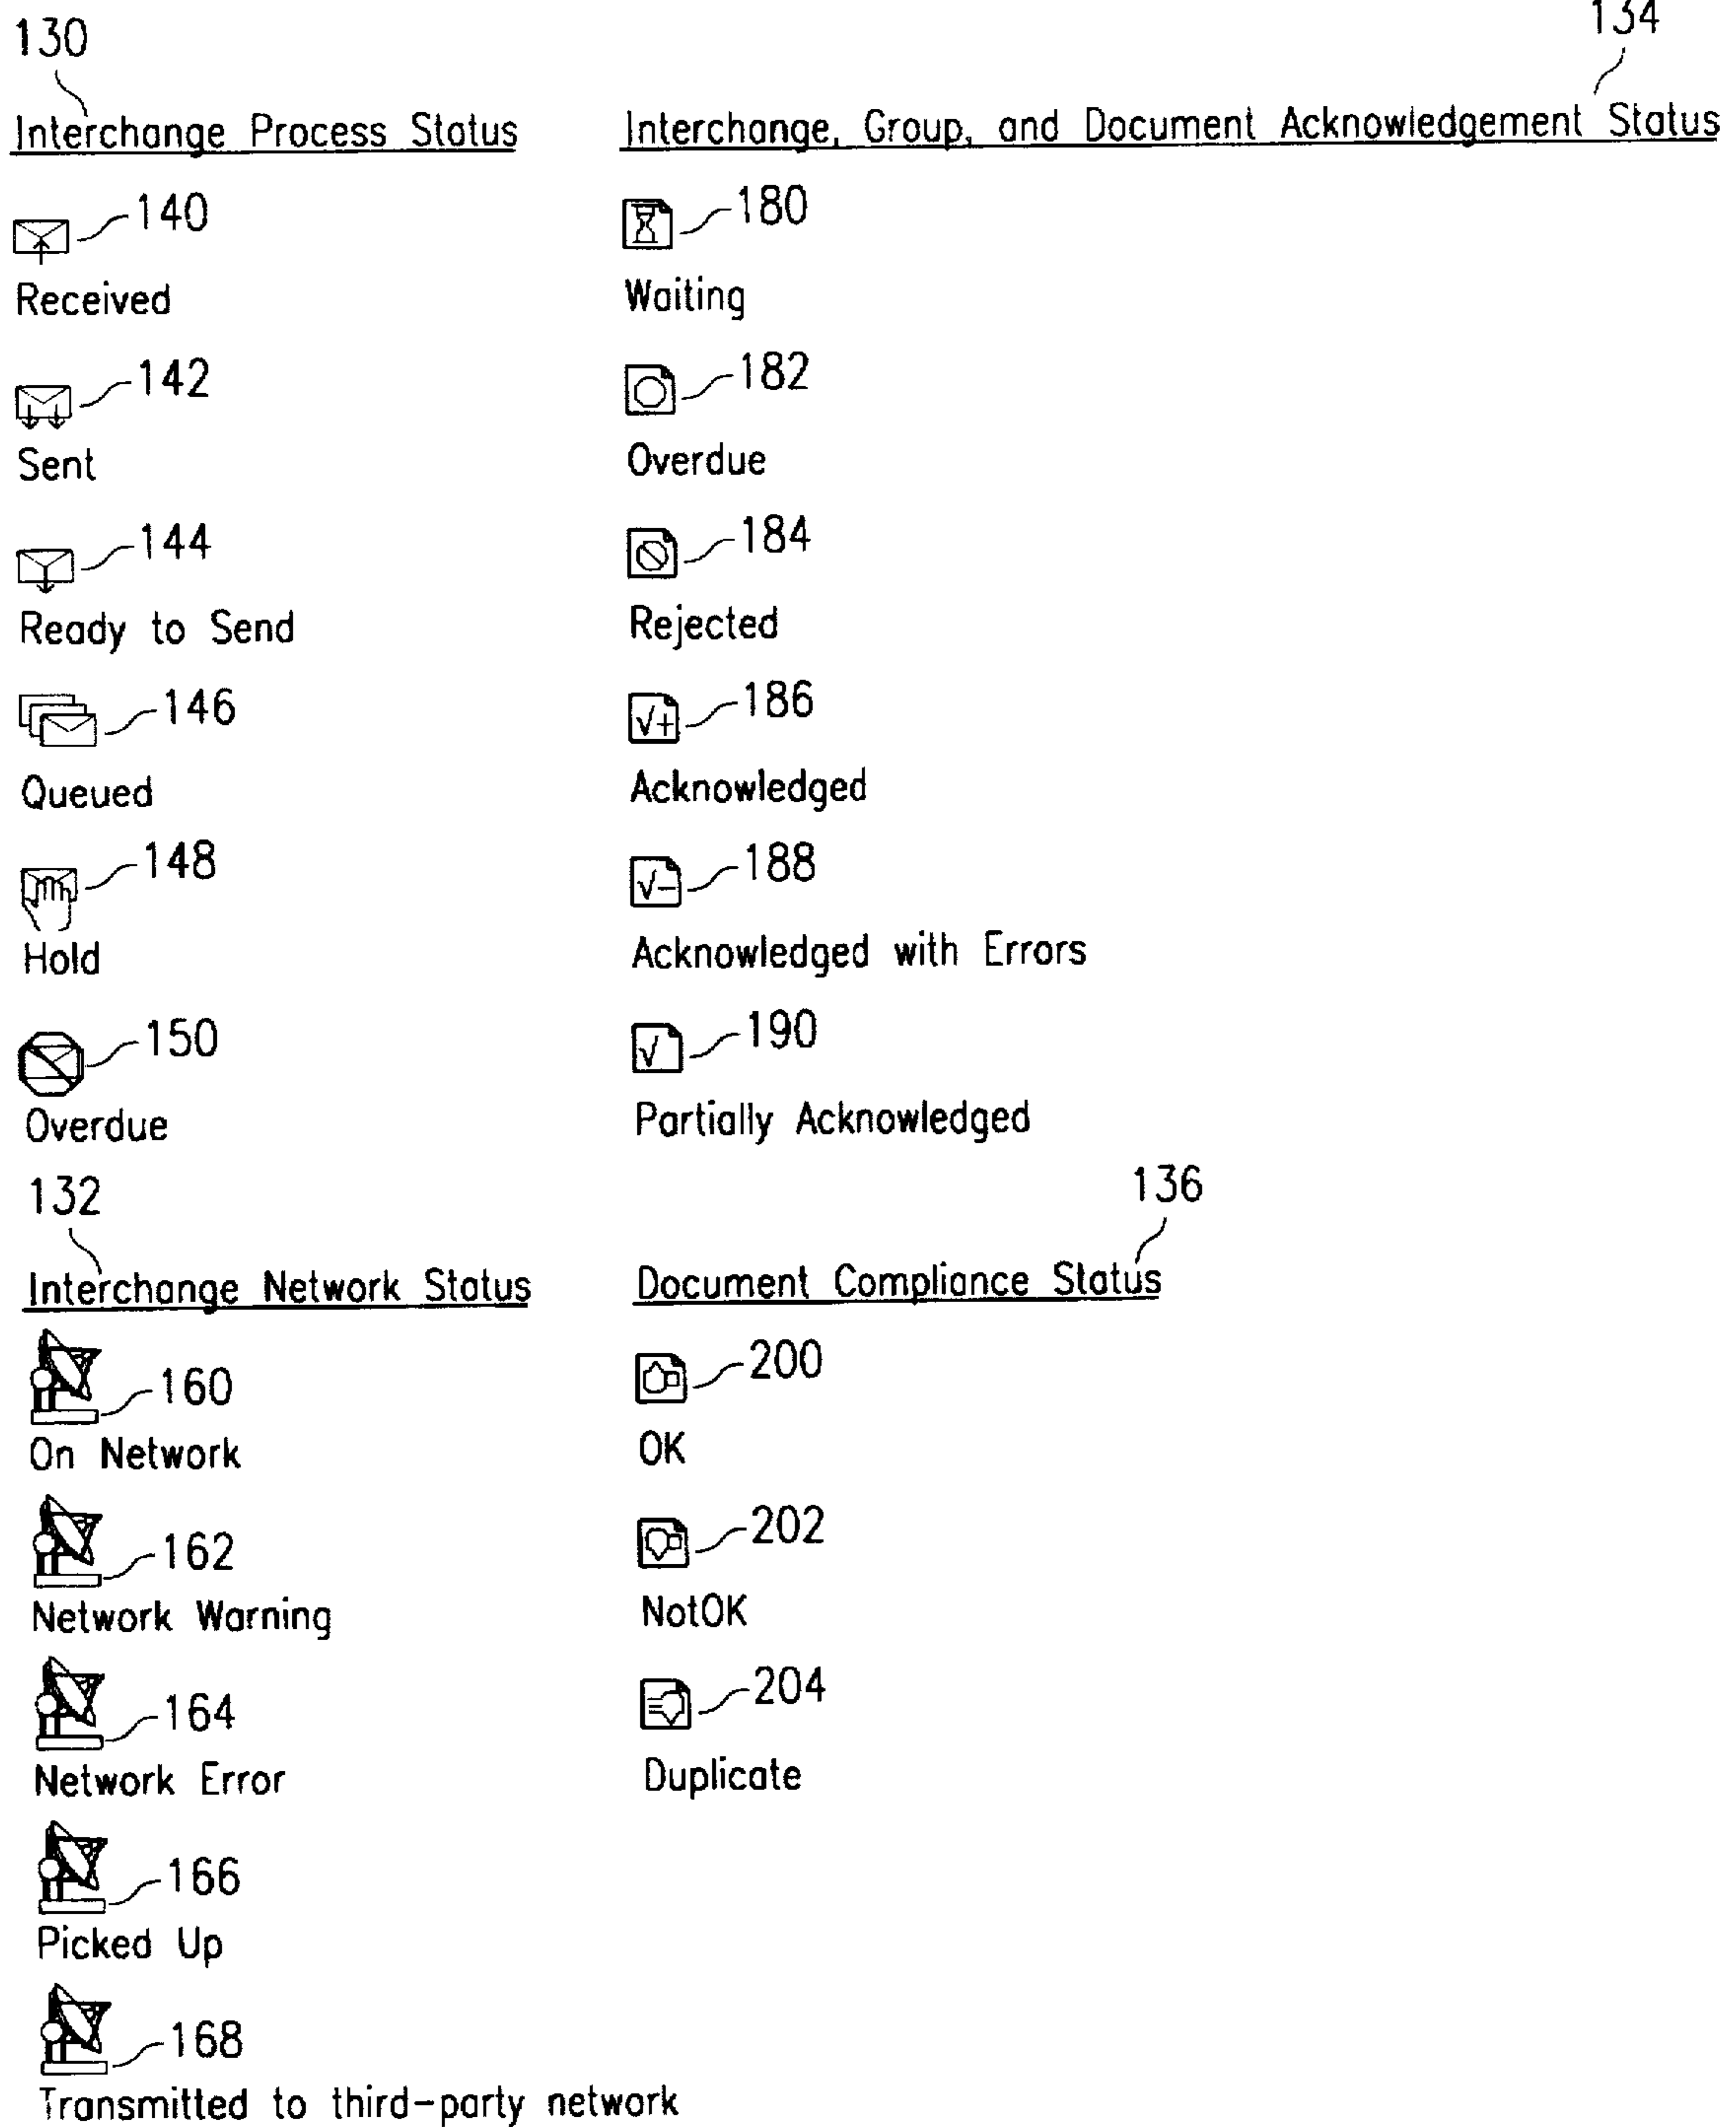 130
Interchange Process Status
140
Received
142
Sent
144
Ready to Send
146
Queued
148
Hold
150
Overdue
134
Interchange, Group, and Document Acknowledgement Status
180
Waiting
182
Overdue
184
Rejected
√+ 186
Acknowledged
√− 188
Acknowledged with Errors
√ 190
Partially Acknowledged
132
Interchange Network Status
160
On Network
162
Network Warning
164
Network Error
166
Picked Up
168
Transmitted to third-party network
136
Document Compliance Status
200
OK
202
NotOK
204
Duplicate